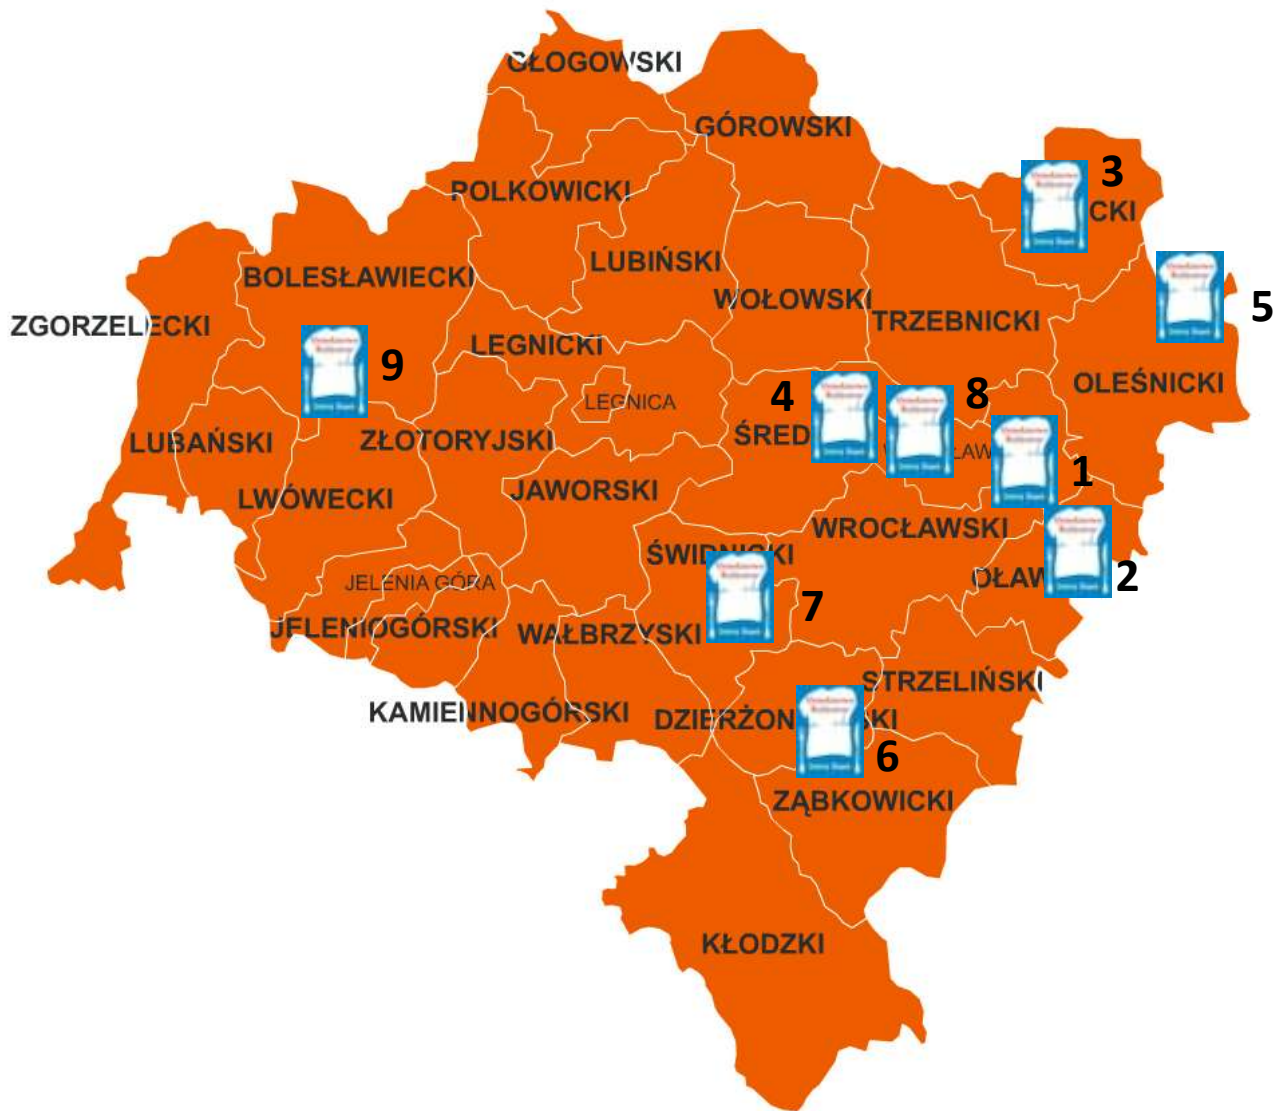 GŁOGOWSKI
GÓROWSKI
3
CKI
POLKOWICKI
LUBIŃSKI
BOLESŁAWIECKI
WOŁOWSKI
5
TRZEBNICKI
ZGORZELECKI
LEGNICKI
9
OLEŚNICKI
4
8
LEGNICA
ŚRED
ŁAW
LUBAŃSKI
ZŁOTORYJSKI
1
JAWORSKI
LWÓWECKI
WROCŁAWSKI
ŚWIDNICKI
OŁAW
2
JELENIA GÓRA
7
JELENIOGÓRSKI
WAŁBRZYSKI
STRZELIŃSKI
KAMIENNOGÓRSKI
DZIERŻON
SKI
6
ZĄBKOWICKI
KŁODZKI